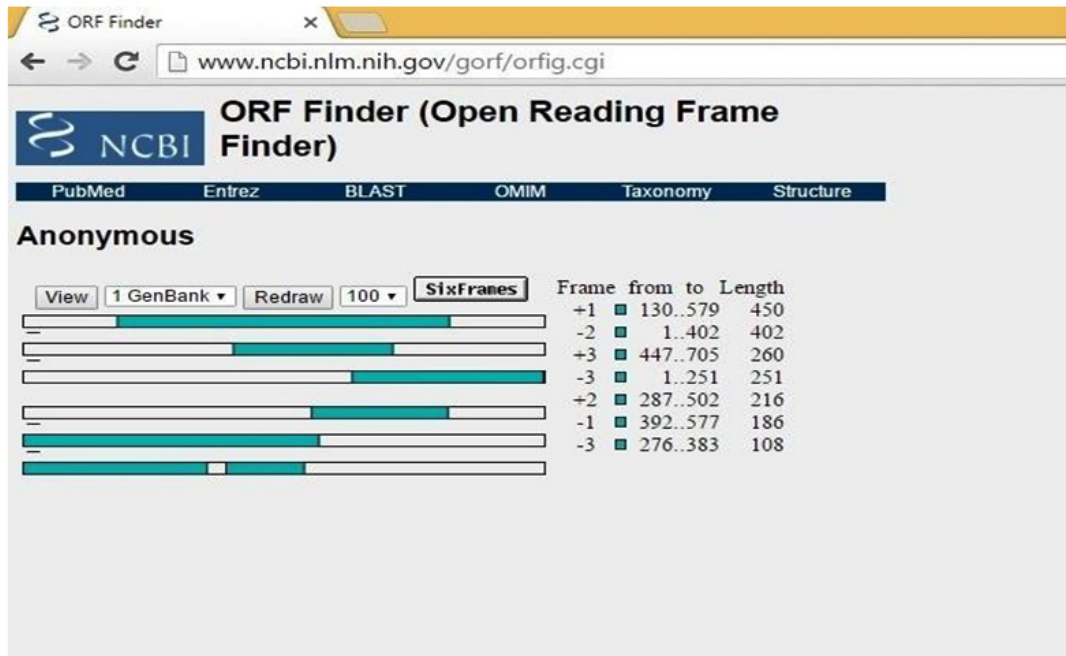 ORF Finder
www.ncbi.nlm.nih.gov/gorf/orfig.cgi
NCBI
ORF Finder (Open Reading Frame
Finder)
PubMed Entrez BLAST OMIM Taxonomy Structure
Anonymous
View 1 GenBank Redraw 100 SixFrames
Frame from to Length
+1 130..579 450
-2 1..402 402
+3 447..705 260
-3 1..251 251
+2 287..502 216
-1 392..577 186
-3 276..383 108